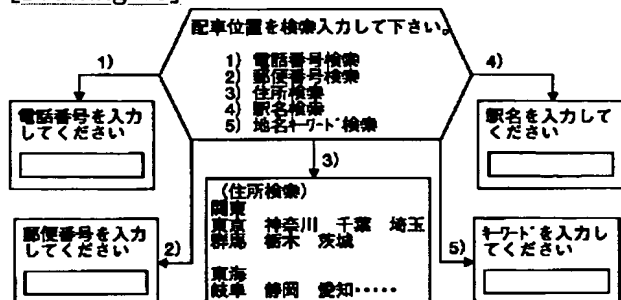 配車位置を検索入力して下さい。
1) 電話番号検索
2) 郵便番号検索
3) 住所検索
4) 駅名検索
5) 地名キーワード検索
1)
4)
電話番号を入力
してください
駅名を入力して
ください
3)
(住所検索)
関東
東京 神奈川 千葉 埼玉
群馬 栃木 茨城
東海
岐阜 静岡 愛知・・・・・
郵便番号を入力
してください
2)
5)
キーワードを入力し
てください